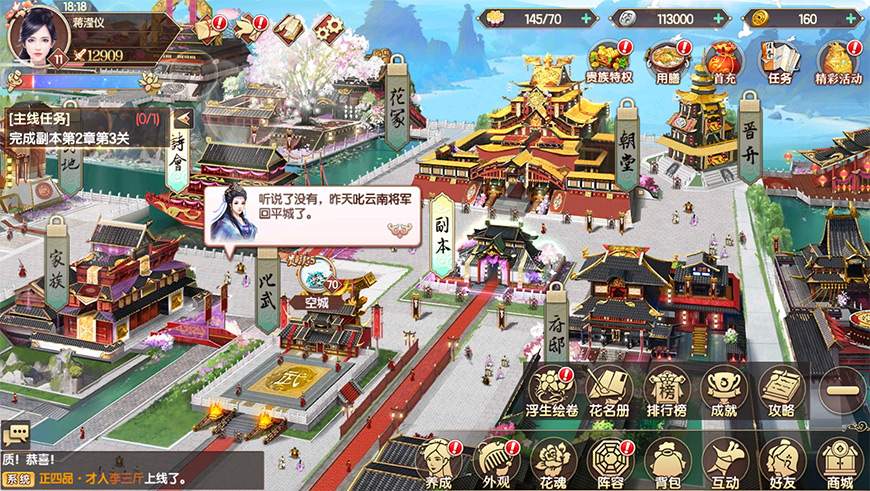 18:18
蒋滢仪
11
12909
145/70
113000
160
贵族特权
用膳
首充
任务
精彩活动
[主线任务] (0/1)
完成副本第2章第3关
地
詩會
花冢
朝堂
晋升
听说了没有，昨天叱云南将军
回平城了。
家族
比武
副本
府邸
70
空城
武
浮生绘卷
花名册
排行榜
成就
攻略
质！恭喜！
系统 正四品·才人李三斤上线了。
养成
外观
花魂
阵容
背包
互动
好友
商城